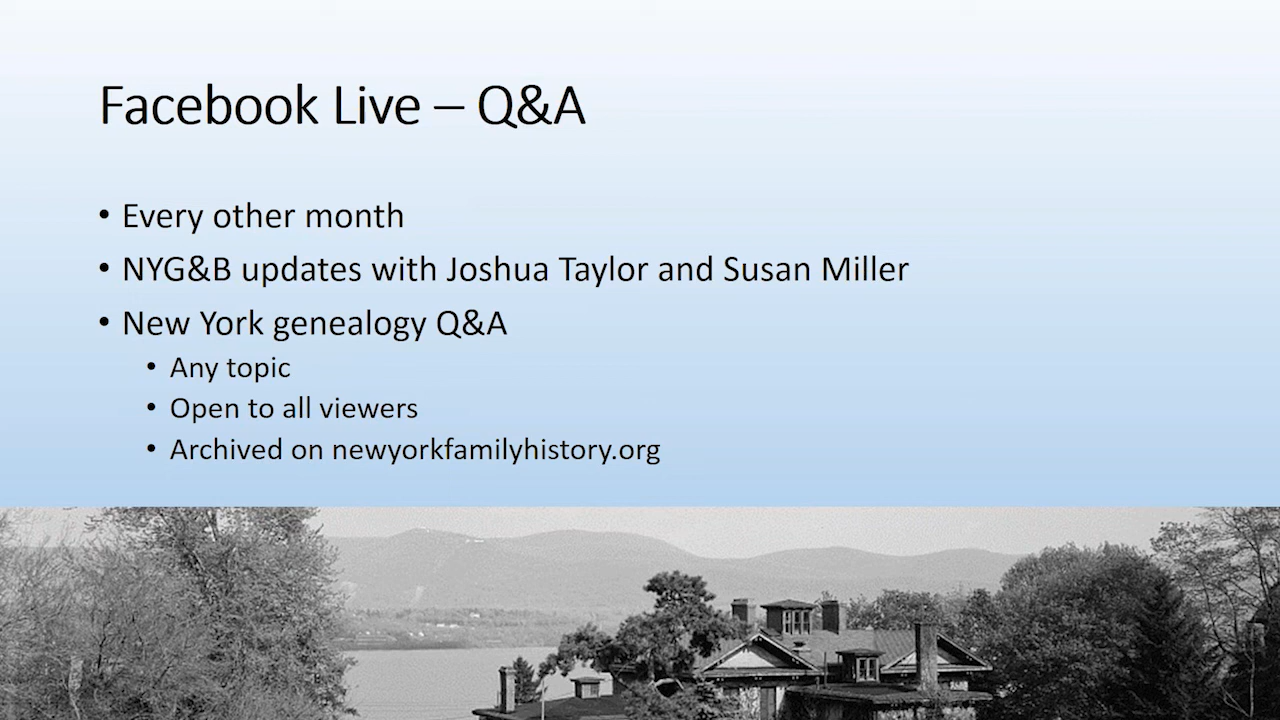 Facebook Live – Q&A
• Every other month
• NYG&B updates with Joshua Taylor and Susan Miller
• New York genealogy Q&A
• Any topic
• Open to all viewers
• Archived on newyorkfamilyhistory.org